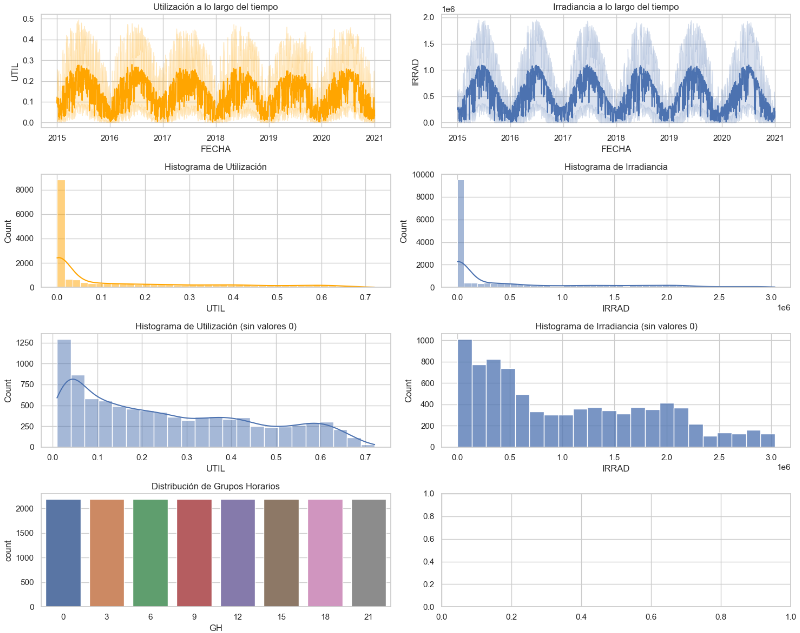 Utilización a lo largo del tiempo
0.5
0.4
0.3
0.2
0.1
0.0
UTIL
2015 2016 2017 2018 2019 2020 2021
FECHA
Irradiancia a lo largo del tiempo
1e6
2.0
1.5
1.0
0.5
0.0
IRRAD
2015 2016 2017 2018 2019 2020 2021
FECHA
Histograma de Utilización
8000
6000
4000
2000
0
Count
0.0 0.1 0.2 0.3 0.4 0.5 0.6 0.7
UTIL
Histograma de Irradiancia
10000
8000
6000
4000
2000
0
Count
0.0 0.5 1.0 1.5 2.0 2.5 3.0
IRRAD
1e6
Histograma de Utilización (sin valores 0)
1250
1000
750
500
250
0
Count
0.0 0.1 0.2 0.3 0.4 0.5 0.6 0.7
UTIL
Histograma de Irradiancia (sin valores 0)
1000
800
600
400
200
0
Count
0.0 0.5 1.0 1.5 2.0 2.5 3.0
IRRAD
1e6
Distribución de Grupos Horarios
2000
1500
1000
500
0
count
0 3 6 9 12 15 18 21
GH
1.0
0.8
0.6
0.4
0.2
0.0
0.0 0.2 0.4 0.6 0.8 1.0